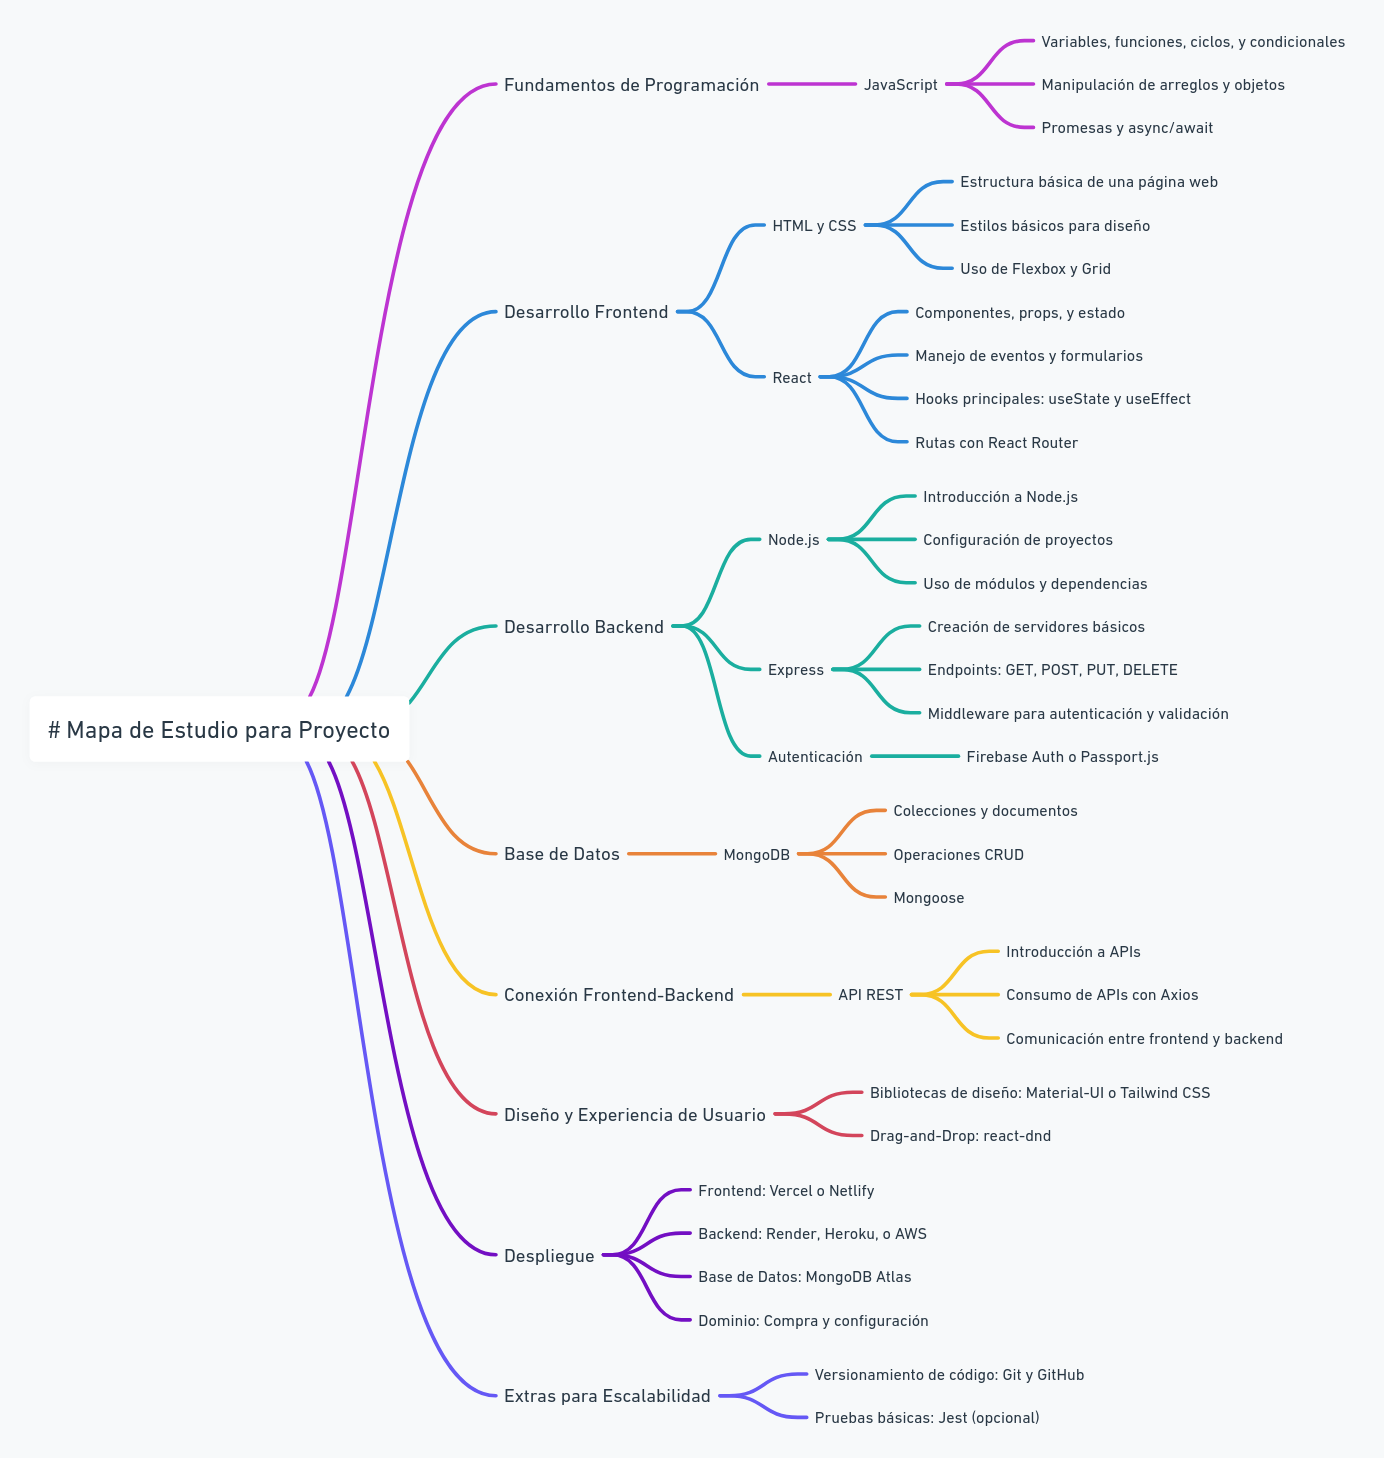 # Mapa de Estudio para Proyecto
Fundamentos de Programación
JavaScript
Variables, funciones, ciclos, y condicionales
Manipulación de arreglos y objetos
Promesas y async/await
Desarrollo Frontend
HTML y CSS
Estructura básica de una página web
Estilos básicos para diseño
Uso de Flexbox y Grid
React
Componentes, props, y estado
Manejo de eventos y formularios
Hooks principales: useState y useEffect
Rutas con React Router
Desarrollo Backend
Node.js
Introducción a Node.js
Configuración de proyectos
Uso de módulos y dependencias
Express
Creación de servidores básicos
Endpoints: GET, POST, PUT, DELETE
Middleware para autenticación y validación
Autenticación
Firebase Auth o Passport.js
Base de Datos
MongoDB
Colecciones y documentos
Operaciones CRUD
Mongoose
Conexión Frontend-Backend
API REST
Introducción a APIs
Consumo de APIs con Axios
Comunicación entre frontend y backend
Diseño y Experiencia de Usuario
Bibliotecas de diseño: Material-UI o Tailwind CSS
Drag-and-Drop: react-dnd
Despliegue
Frontend: Vercel o Netlify
Backend: Render, Heroku, o AWS
Base de Datos: MongoDB Atlas
Dominio: Compra y configuración
Extras para Escalabilidad
Versionamiento de código: Git y GitHub
Pruebas básicas: Jest (opcional)